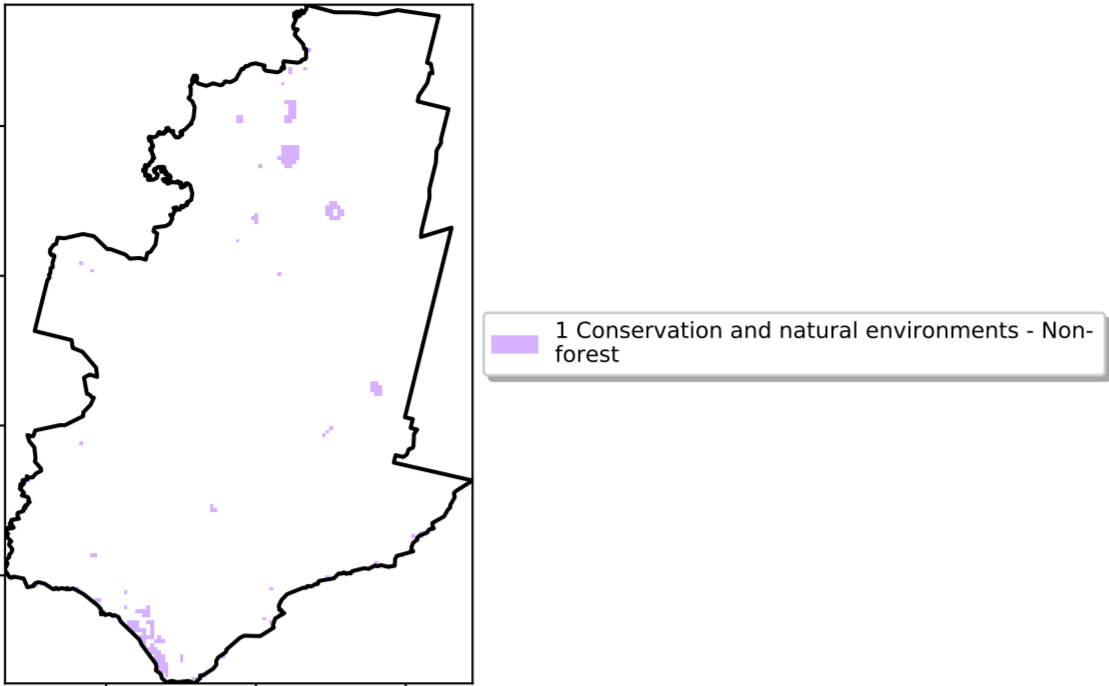 1 Conservation and natural environments - Non-
forest